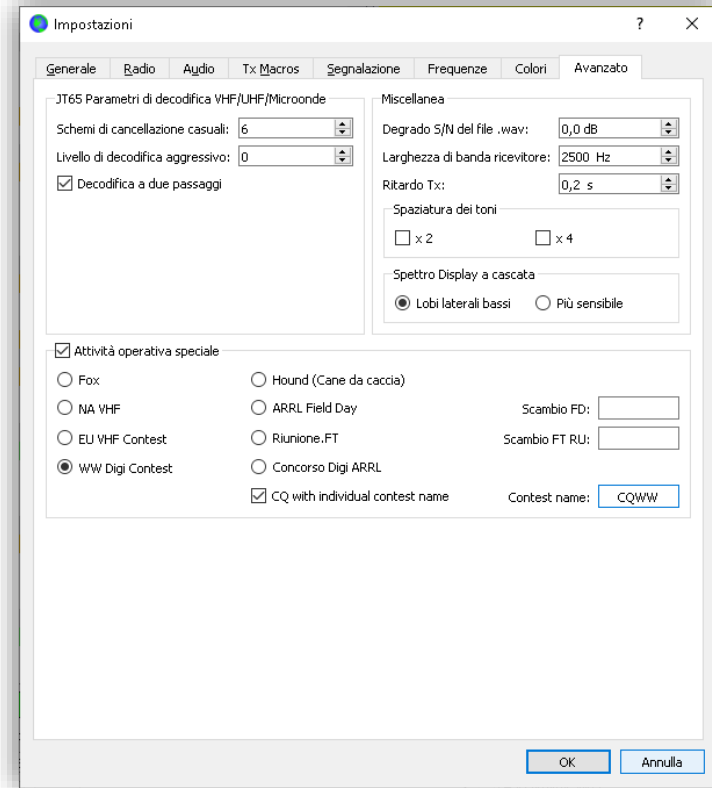 Impostazioni
Generale Radio Audio Tx Macros Segnalazione Frequenze Colori Avanzato
JT65 Parametri di decodifica VHF/UHF/Microonde
Schemi di cancellazione casuali: 6
Livello di decodifica aggressivo: 0
Decodifica a due passaggi
Miscellanea
Degrado S/N del file .wav: 0,0 dB
Larghezza di banda ricevitore: 2500 Hz
Ritardo Tx: 0,2 s
Spaziatura dei toni
x 2 x 4
Spettro Display a cascata
Lobi laterali bassi Più sensibile
Attività operativa speciale
Fox Hound (Cane da caccia)
NA VHF ARRL Field Day Scambio FD:
EU VHF Contest Riunione.FT Scambio FT RU:
WW Digi Contest Concorso Digi ARRL
CQ with individual contest name Contest name: CQWW
OK Annulla